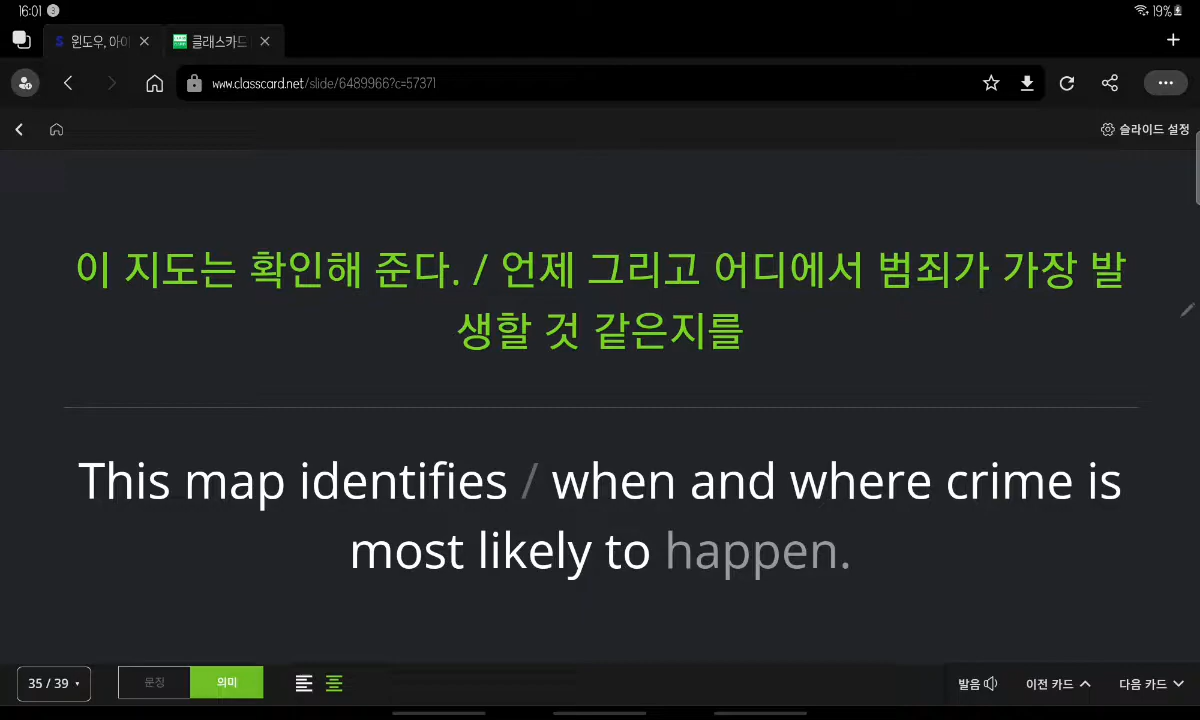 16:01 3 19%
윈도우, 아이 클래스카드
www.classcard.net/slide/6489966?c=57371
슬라이드 설정
이 지도는 확인해 준다. / 언제 그리고 어디에서 범죄가 가장 발
생할 것 같은지를
This map identifies / when and where crime is
most likely to happen.
35 / 39 문장 의미 발음 이전 카드 다음 카드